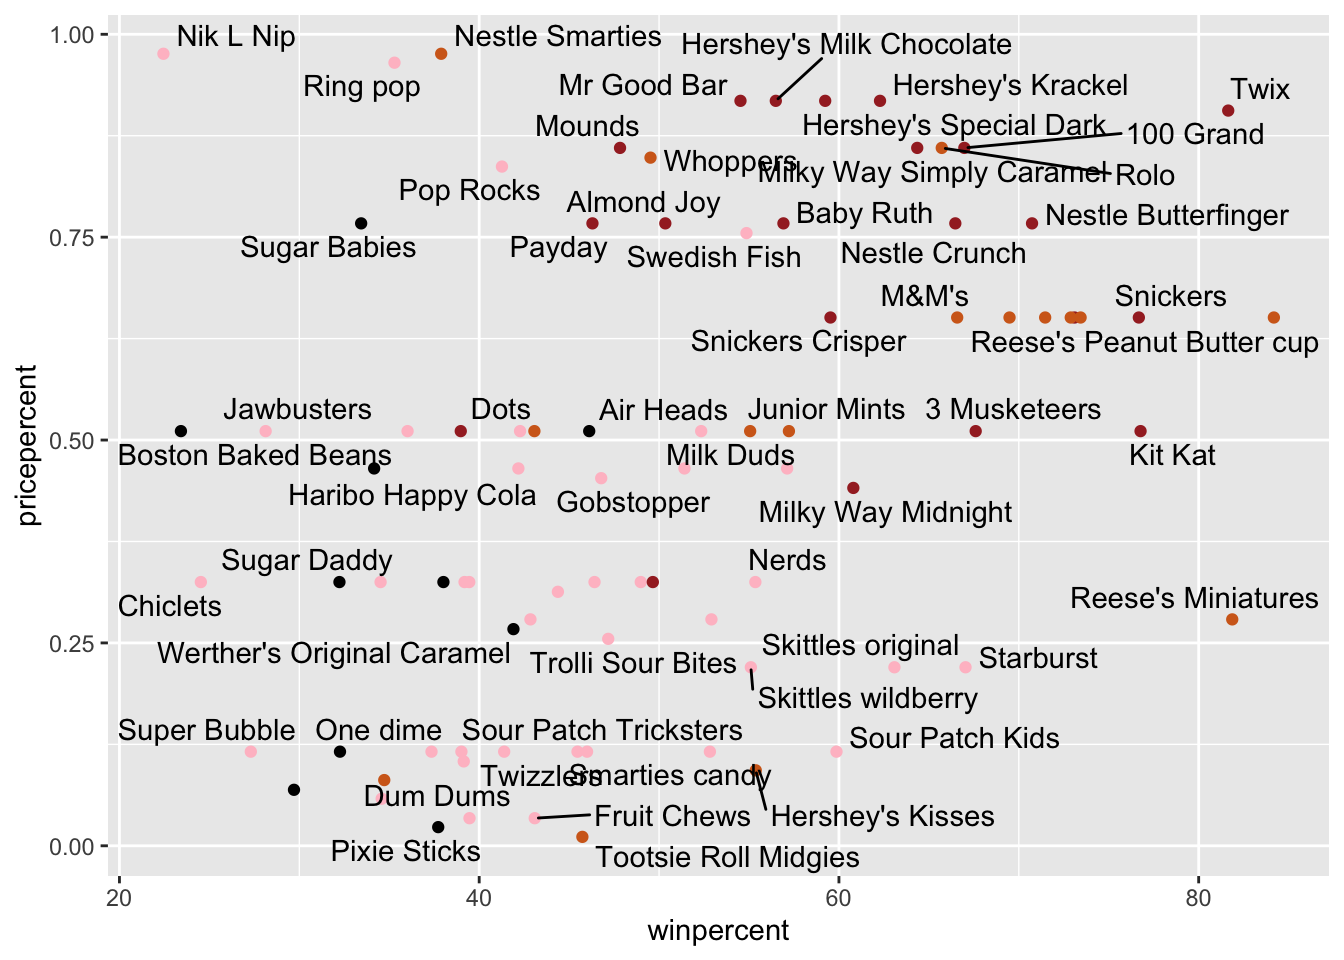 1.00
Nik L Nip
Nestle Smarties
Hershey's Milk Chocolate
Ring pop
Mr Good Bar
Hershey's Krackel
Twix
Mounds
Hershey's Special Dark
100 Grand
Whoppers
Milky Way Simply Caramel
Rolo
Pop Rocks
Almond Joy
Baby Ruth
Nestle Butterfinger
0.75
Sugar Babies
Payday
Swedish Fish
Nestle Crunch
M&M's
Snickers
Snickers Crisper
Reese's Peanut Butter cup
Jawbusters
Dots
Air Heads
Junior Mints
3 Musketeers
0.50
Boston Baked Beans
Milk Duds
Kit Kat
Haribo Happy Cola
Gobstopper
Milky Way Midnight
Sugar Daddy
Nerds
Chiclets
Reese's Miniatures
0.25
Werther's Original Caramel
Trolli Sour Bites
Skittles original
Starburst
Skittles wildberry
Super Bubble
One dime
Sour Patch Tricksters
Sour Patch Kids
Twizzlers
Smarties candy
Dum Dums
Fruit Chews
Hershey's Kisses
0.00
Pixie Sticks
Tootsie Roll Midgies
20
40
60
80
winpercent
pricepercent